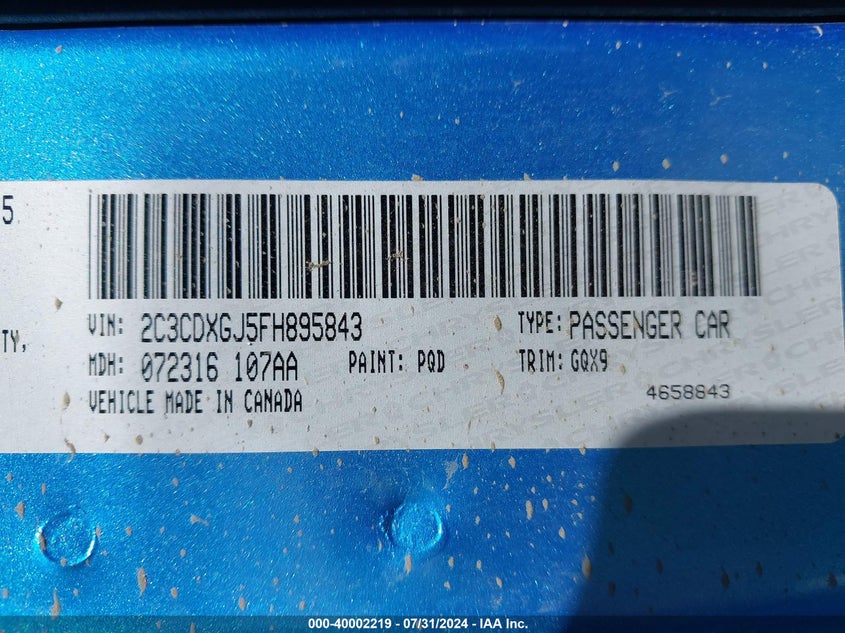 5
VIN: 2C3CDXGJ5FH895843 TYPE: PASSENGER CAR
TY,
MDH: 072316 107AA PAINT: PQD TRIM: GQX9
VEHICLE MADE IN CANADA 4658843
000-40002219 - 07/31/2024 - IAA Inc.